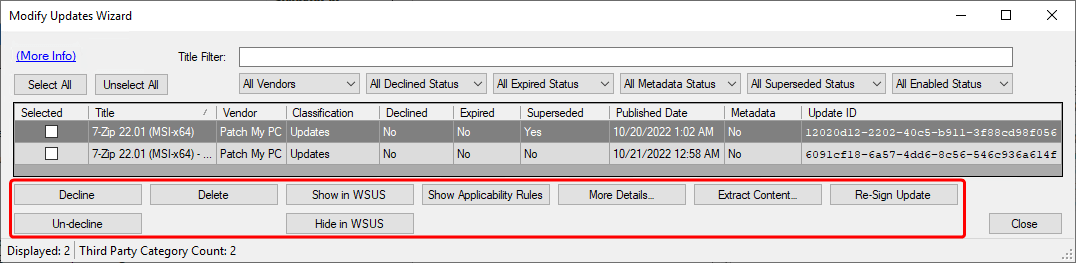 Modify Updates Wizard
(More Info) Title Filter:
Select All Unselect All All Vendors All Declined Status All Expired Status All Metadata Status All Superseded Status All Enabled Status
Selected Title Vendor Classification Declined Expired Superseded Published Date Metadata Update ID
7-Zip 22.01 (MSI-x64) Patch My PC Updates No No Yes 10/20/2022 1:02 AM No 12020d12-2202-40c5-b911-3f88cd98f056
7-Zip 22.01 (MSI-x64) - ... Patch My PC Updates No No No 10/21/2022 12:58 AM No 6091cf18-6a57-4dd6-8c56-546c936a614f
Decline Delete Show in WSUS Show Applicability Rules More Details... Extract Content... Re-Sign Update
Un-decline Hide in WSUS Close
Displayed: 2 Third Party Category Count: 2